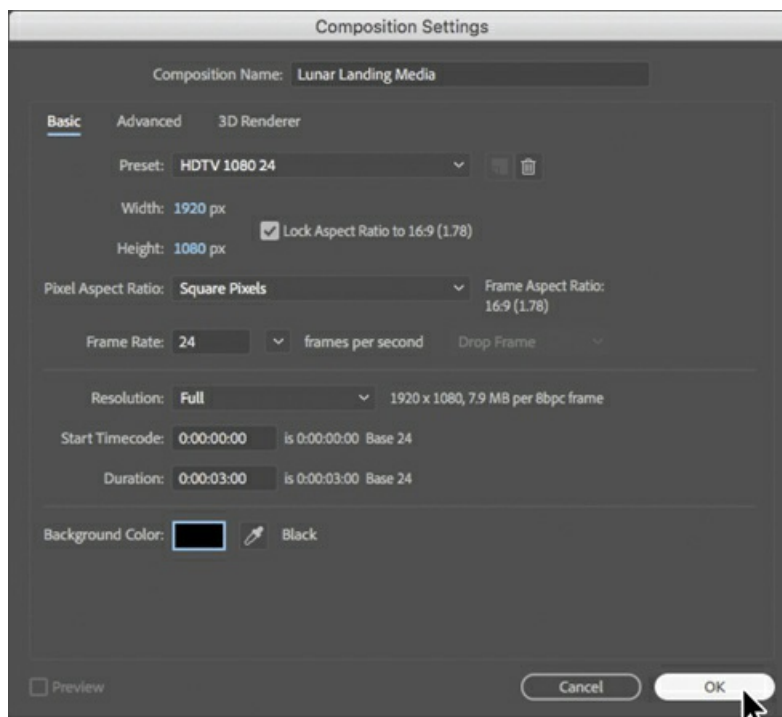 Composition Settings
Composition Name: Lunar Landing Media
Basic Advanced 3D Renderer
Preset: HDTV 1080 24
Width: 1920 px
Lock Aspect Ratio to 16:9 (1.78)
Height: 1080 px
Pixel Aspect Ratio: Square Pixels
Frame Aspect Ratio:
16:9 (1.78)
Frame Rate: 24 frames per second Drop Frame
Resolution: Full 1920 x 1080, 7.9 MB per 8bpc frame
Start Timecode: 0:00:00:00 is 0:00:00:00 Base 24
Duration: 0:00:03:00 is 0:00:03:00 Base 24
Background Color: Black
Preview Cancel OK